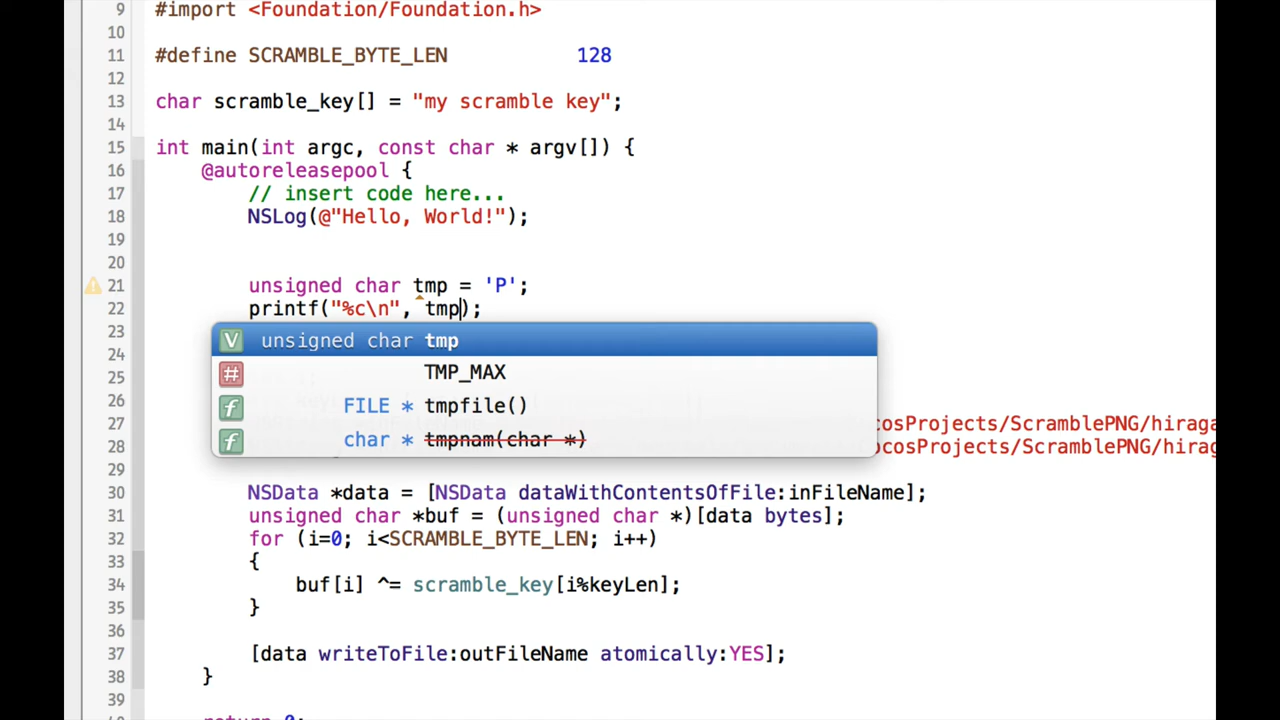 9 #import <Foundation/Foundation.h>
10
11 #define SCRAMBLE_BYTE_LEN 128
12
13 char scramble_key[] = "my scramble key";
14
15 int main(int argc, const char * argv[]) {
16 @autoreleasepool {
17 // insert code here...
18 NSLog(@"Hello, World!");
19
20
21 unsigned char tmp = 'P';
22 printf("%c\n", tmp);
23
V unsigned char tmp
24
# TMP_MAX
25
26
f FILE * tmpfile()
27 cosProjects/ScramblePNG/hiraga
f char * tmpnam(char *)
28 ocosProjects/ScramblePNG/hirag
29
30 NSData *data = [NSData dataWithContentsOfFile:inFileName];
31 unsigned char *buf = (unsigned char *)[data bytes];
32 for (i=0; i<SCRAMBLE_BYTE_LEN; i++)
33 {
34 buf[i] ^= scramble_key[i%keyLen];
35 }
36
37 [data writeToFile:outFileName atomically:YES];
38 }
39